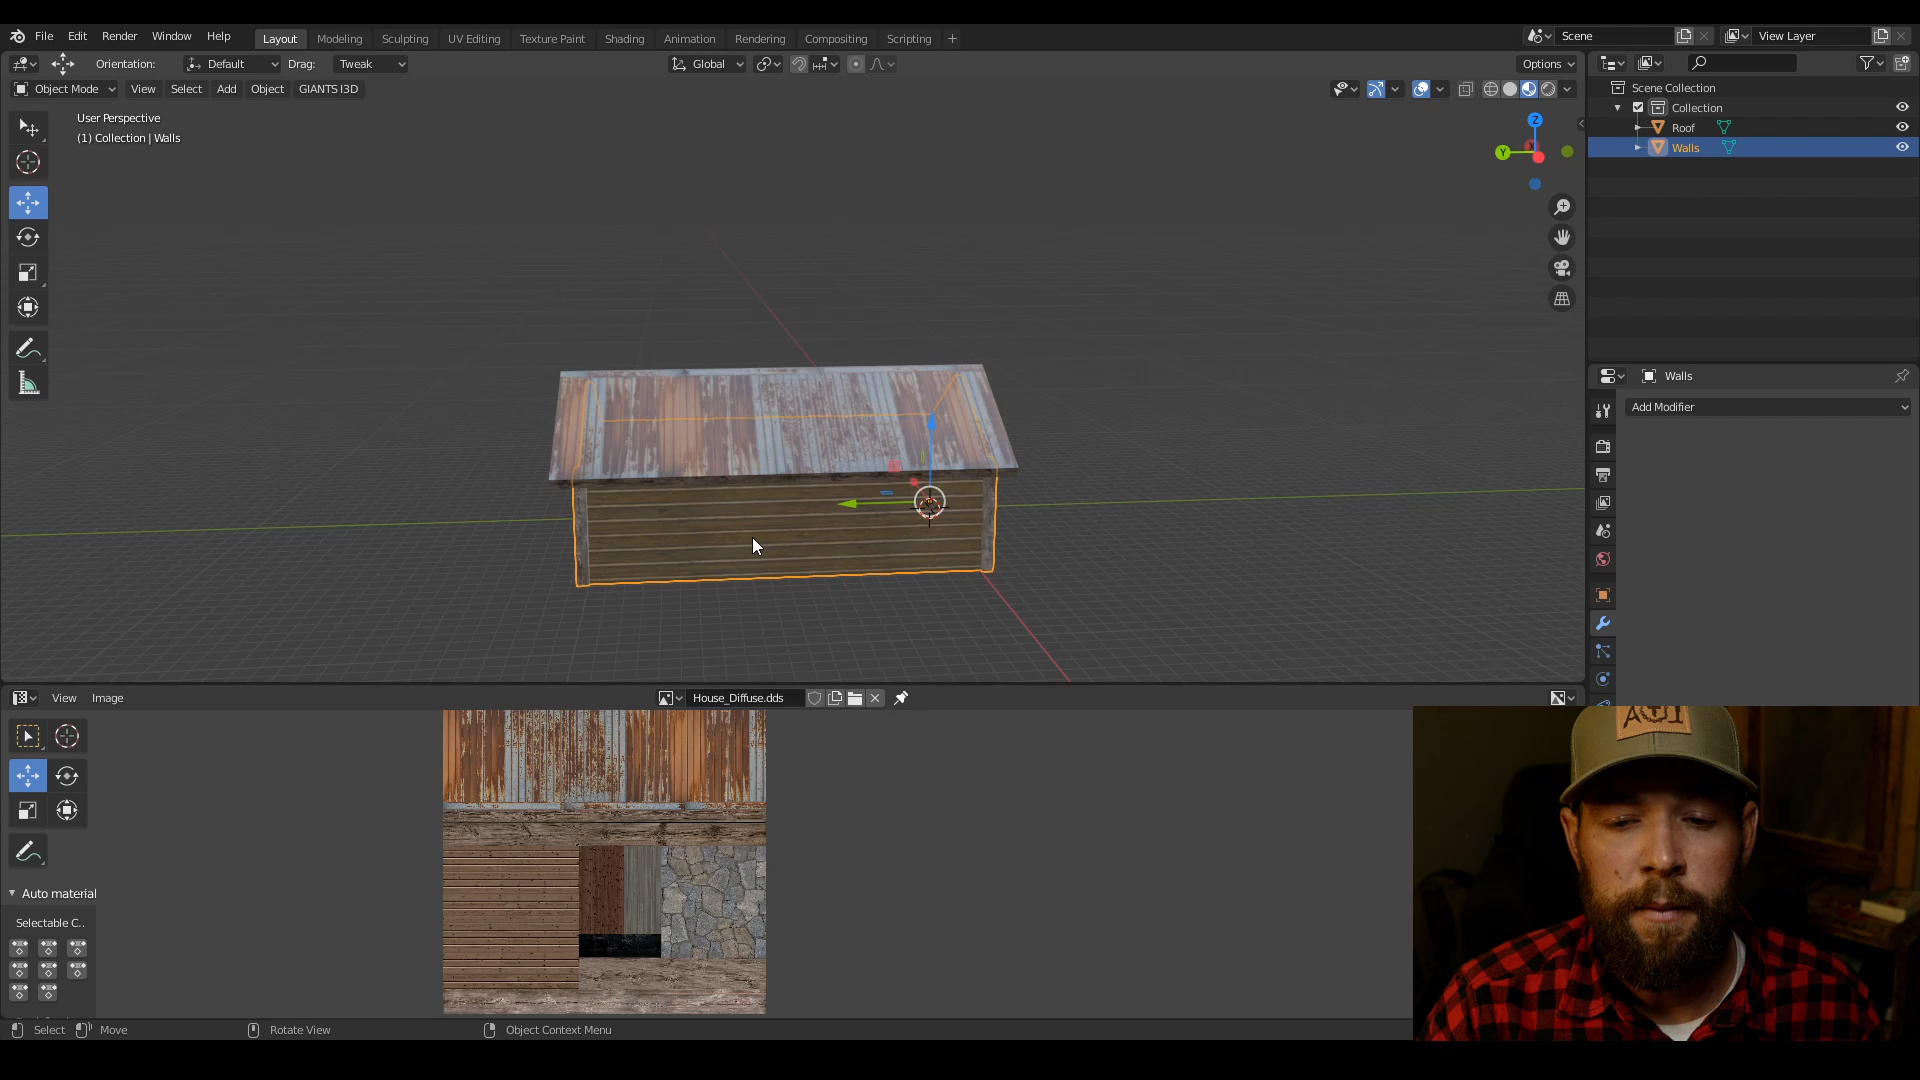 File Edit Render Window Help Layout Modeling Sculpting UV Editing Texture Paint Shading Animation Rendering Compositing Scripting + Scene View Layer
Orientation: Default Drag: Tweak Global Options
Object Mode View Select Add Object GIANTS I3D
User Perspective
(1) Collection | Walls
Z
Y
X
Scene Collection
Collection
Roof
Walls
Walls
Add Modifier
View Image House_Diffuse.dds
Auto material
Selectable C..
Select Move Rotate View Object Context Menu